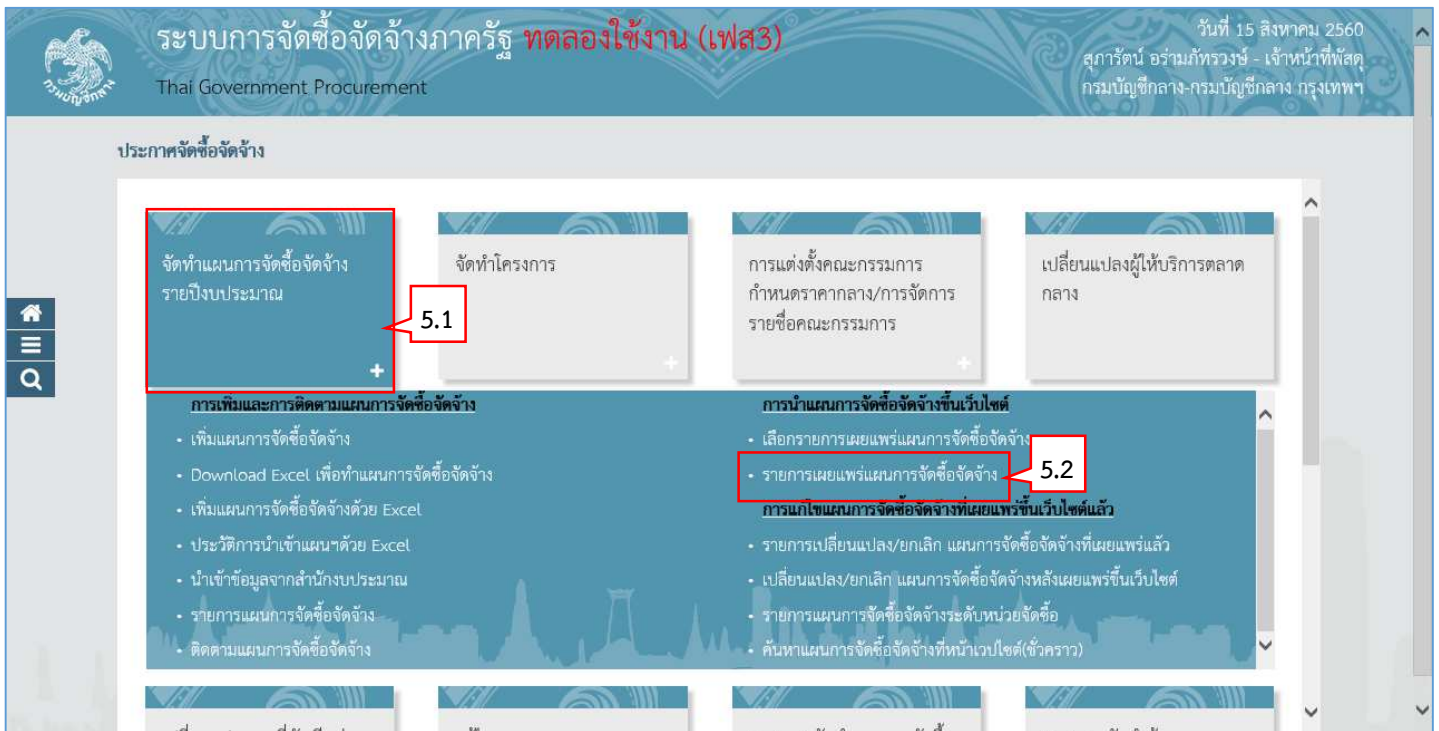 ระบบการจัดซื้อจัดจ้างภาครัฐ ทดลองใช้งาน (เฟส3)
Thai Government Procurement
วันที่ 15 สิงหาคม 2560
สุภารัตน์ อร่ามภัทรวงษ์ - เจ้าหน้าที่พัสดุ
กรมบัญชีกลาง-กรมบัญชีกลาง กรุงเทพฯ
กรมบัญชีกลาง
ประกาศจัดซื้อจัดจ้าง
จัดทำแผนการจัดซื้อจัดจ้าง
รายปีงบประมาณ
5.1
จัดทำโครงการ
การแต่งตั้งคณะกรรมการ
กำหนดราคากลาง/การจัดการ
รายชื่อคณะกรรมการ
เปลี่ยนแปลงผู้ให้บริการตลาด
กลาง
การเพิ่มและการติดตามแผนการจัดซื้อจัดจ้าง
• เพิ่มแผนการจัดซื้อจัดจ้าง
• Download Excel เพื่อทำแผนการจัดซื้อจัดจ้าง
• เพิ่มแผนการจัดซื้อจัดจ้างด้วย Excel
• ประวัติการนำเข้าแผนฯด้วย Excel
• นำเข้าข้อมูลจากสำนักงบประมาณ
• รายการแผนการจัดซื้อจัดจ้าง
• ติดตามแผนการจัดซื้อจัดจ้าง
การนำแผนการจัดซื้อจัดจ้างขึ้นเว็บไซต์
• เลือกรายการเผยแพร่แผนการจัดซื้อจัดจ้าง
• รายการเผยแพร่แผนการจัดซื้อจัดจ้าง
5.2
การแก้ไขแผนการจัดซื้อจัดจ้างที่เผยแพร่ขึ้นเว็บไซต์แล้ว
• รายการเปลี่ยนแปลง/ยกเลิก แผนการจัดซื้อจัดจ้างที่เผยแพร่แล้ว
• เปลี่ยนแปลง/ยกเลิก แผนการจัดซื้อจัดจ้างหลังเผยแพร่ขึ้นเว็บไซต์
• รายการแผนการจัดซื้อจัดจ้างระดับหน่วยจัดซื้อ
• ค้นหาแผนการจัดซื้อจัดจ้างที่หน้าเวปไซต์(ชั่วคราว)